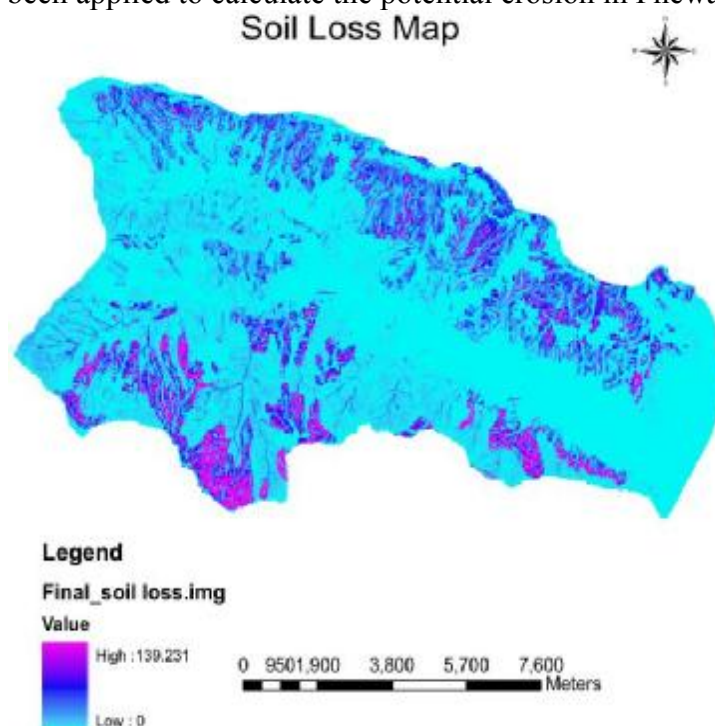 been applied to calculate the potential erosion in
Soil Loss Map
Legend
Final_soil loss.img
Value
High : 139.231
0 9501,900 3,800 5,700 7,600
Meters
Low : 0